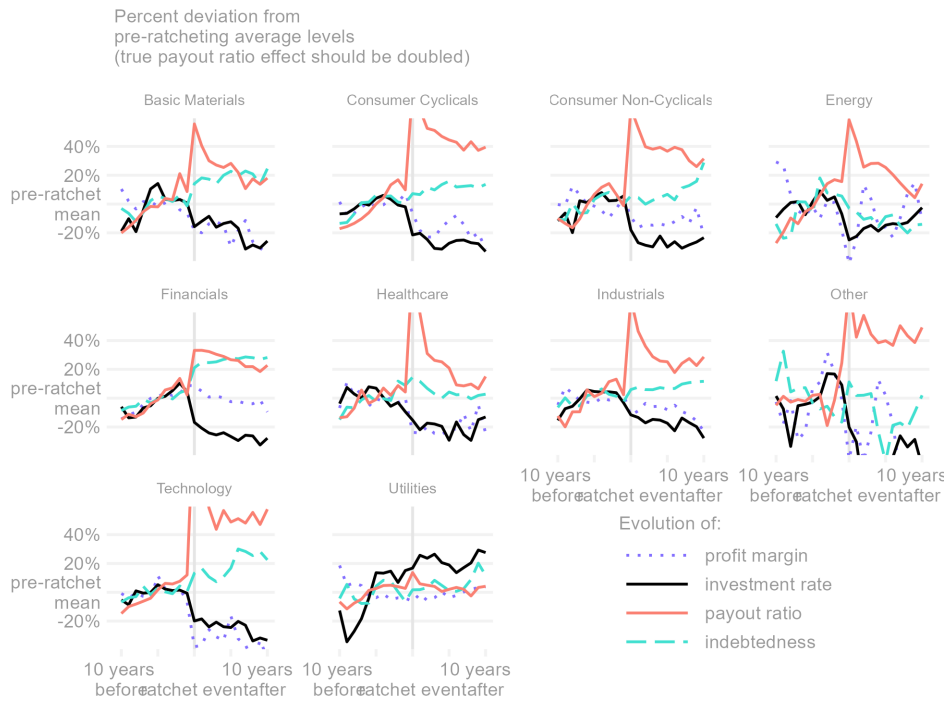 Percent deviation from
pre-ratcheting average levels
(true payout ratio effect should be doubled)
Basic Materials
Consumer Cyclicals
Consumer Non-Cyclicals
Energy
40%
20%
pre-ratchet
mean
-20%
Financials
Healthcare
Industrials
Other
40%
20%
pre-ratchet
mean
-20%
10 years
before
ratchet event
10 years
after
10 years
before
ratchet event
10 years
after
Technology
Utilities
40%
20%
pre-ratchet
mean
-20%
10 years
before
ratchet event
10 years
after
10 years
before
ratchet event
10 years
after
Evolution of:
profit margin
investment rate
payout ratio
indebtedness